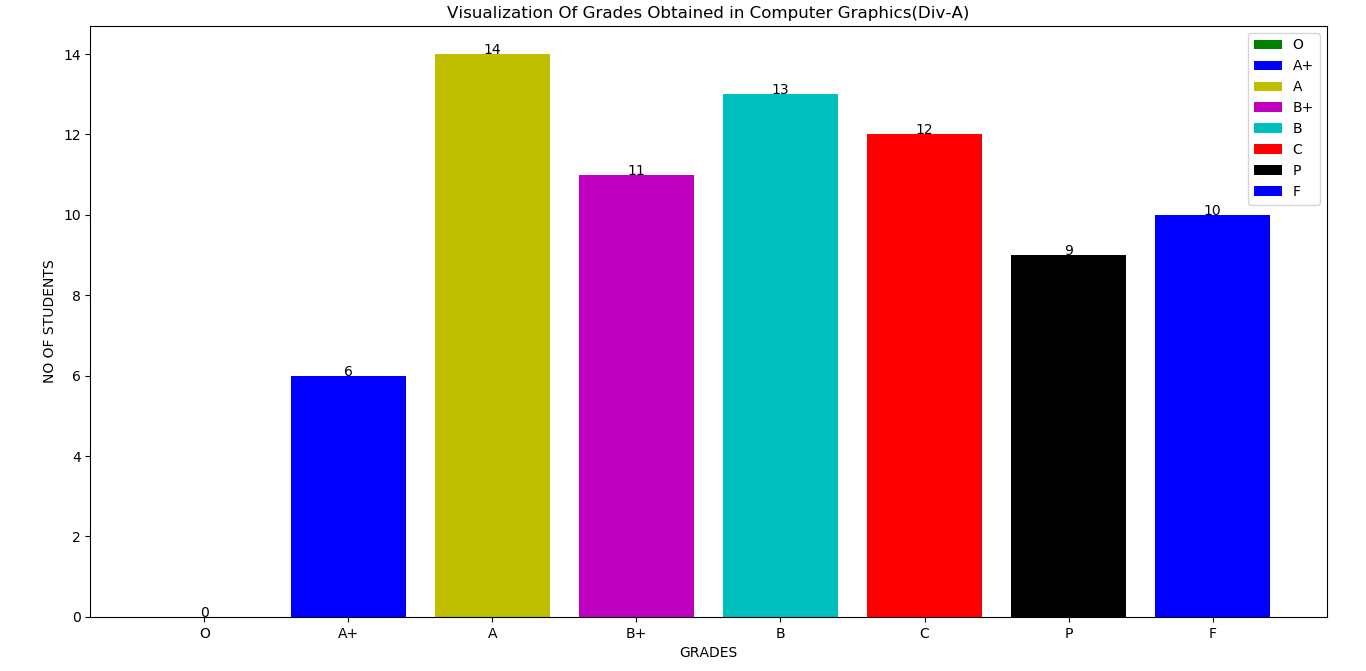 Visualization Of Grades Obtained in Computer Graphics(Div-A)
NO OF STUDENTS
14
12
10
8
6
4
2
0
0
6
14
11
13
12
9
10
O
A+
A
B+
B
C
P
F
O
A+
A
B+
B
C
P
F
GRADES